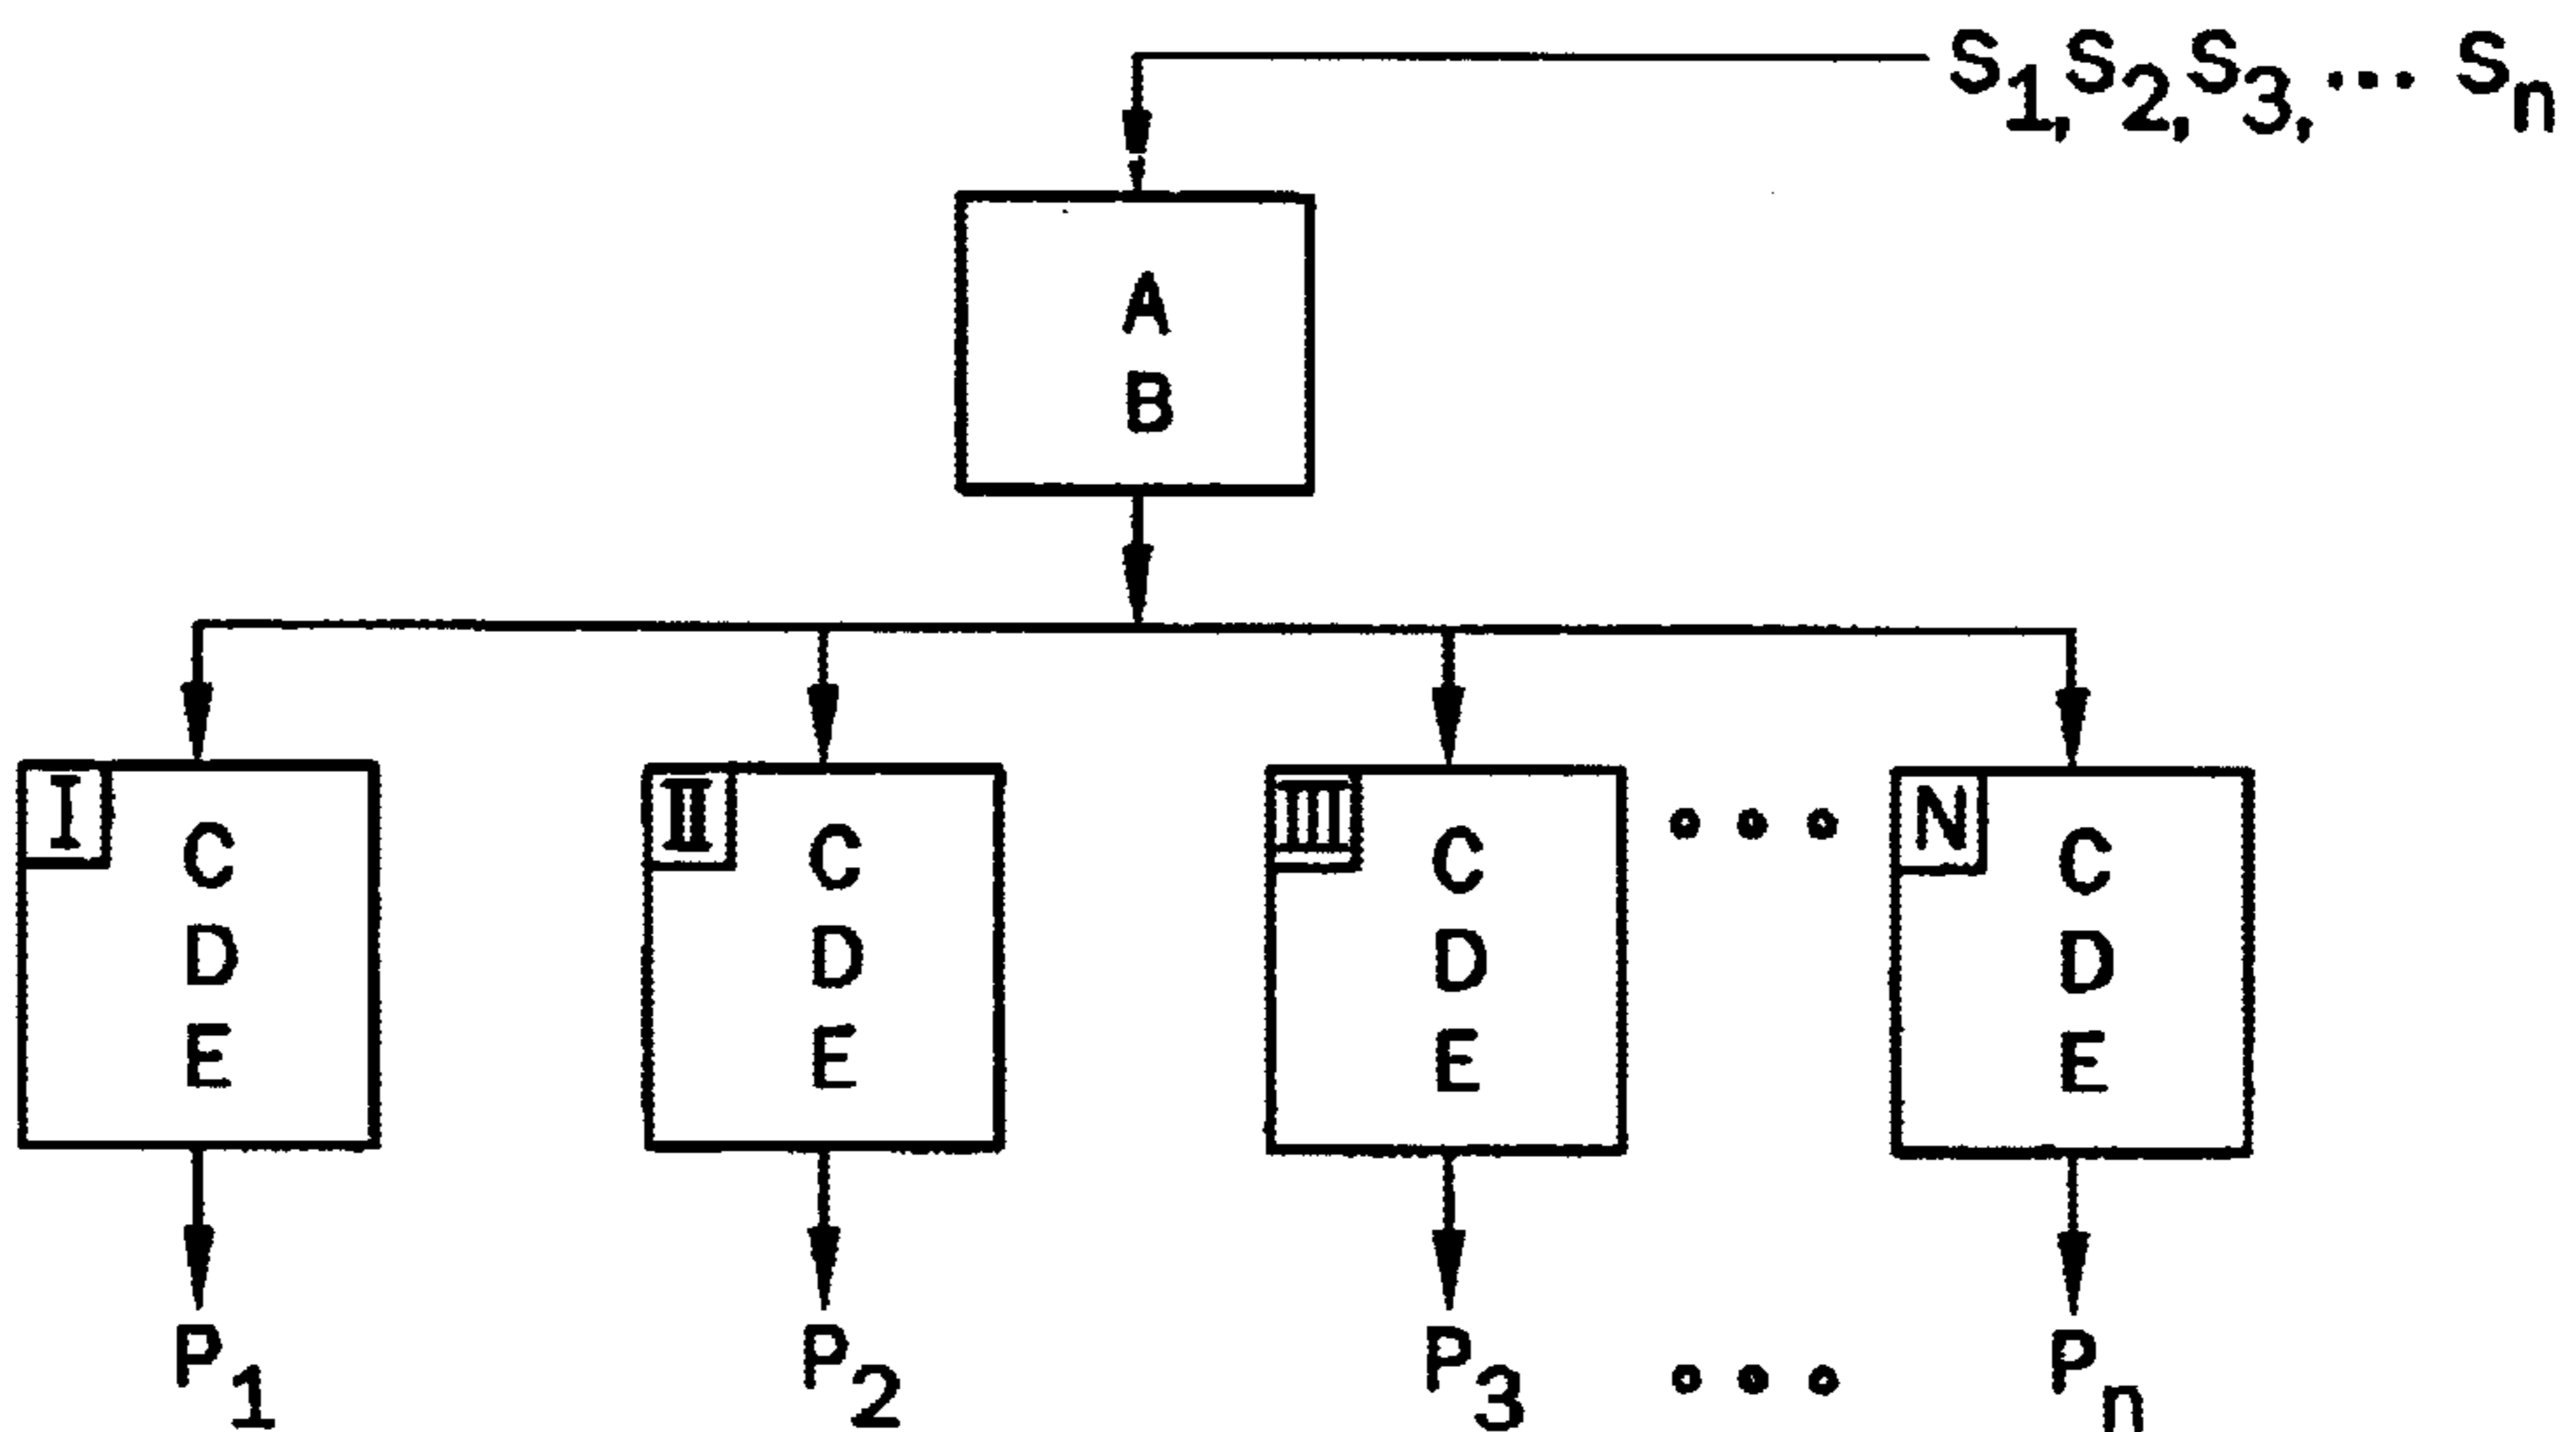 S1, S2, S3, ... Sn
A
B
I II III ... N
C C C C
D D D D
E E E E
P1 P2 P3 ... Pn